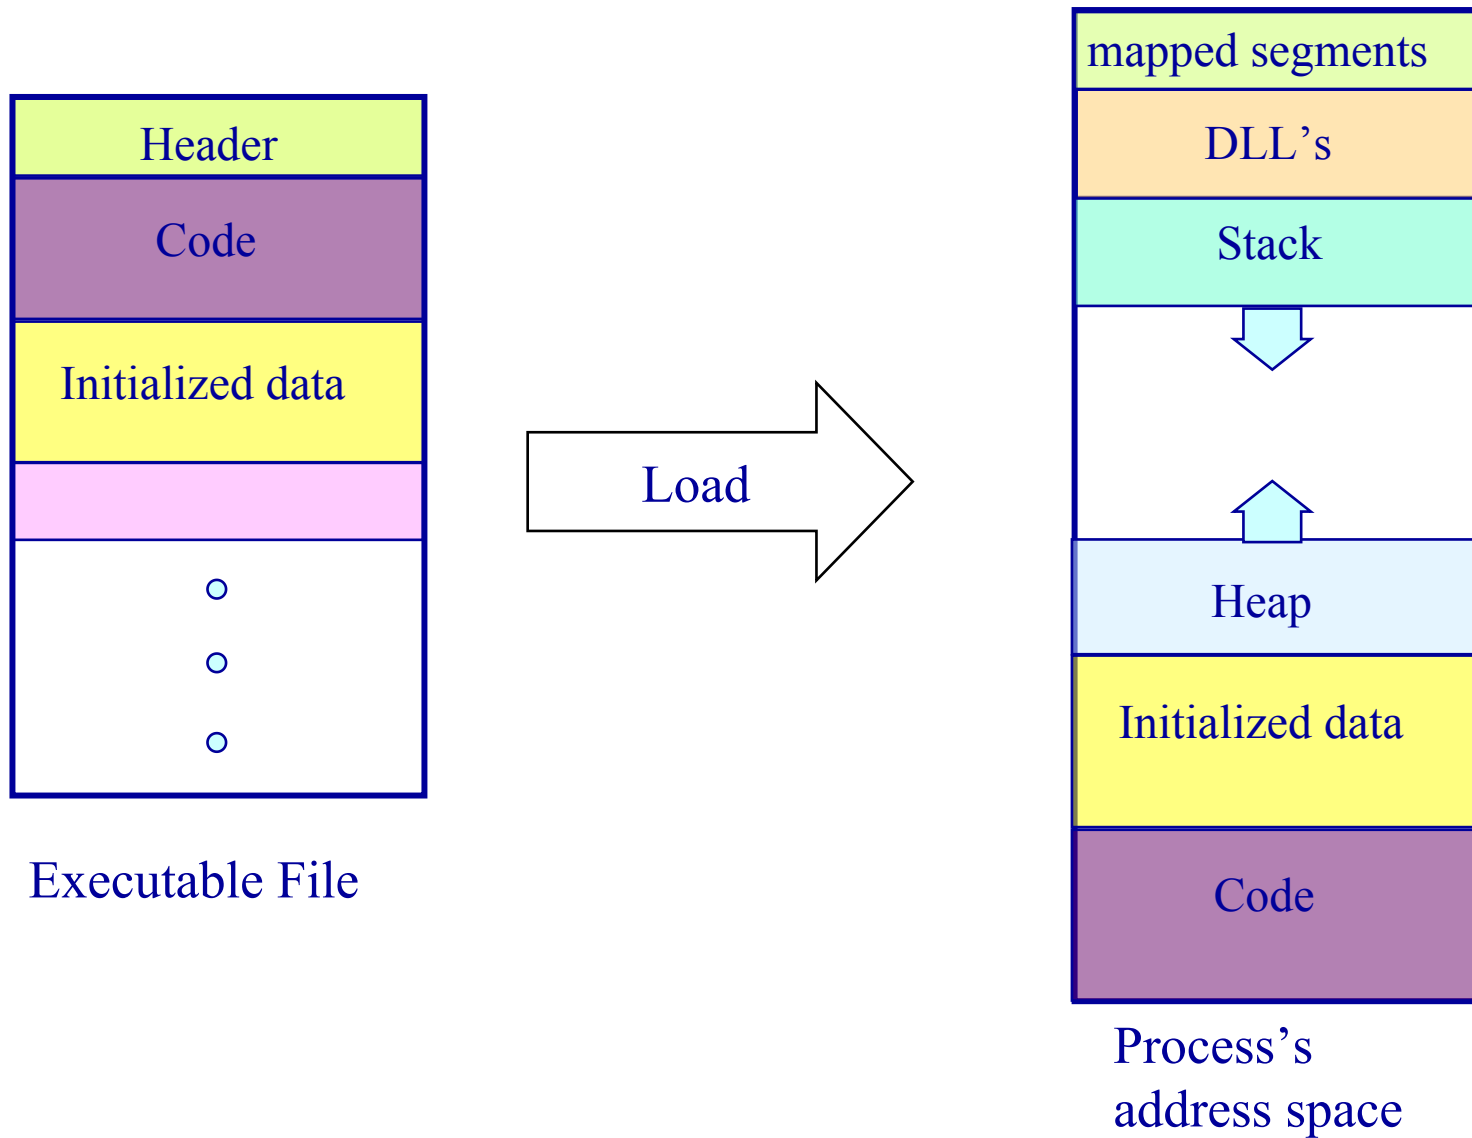 Header
Code
Initialized data
Executable File
Load
mapped segments
DLL’s
Stack
Heap
Initialized data
Code
Process’s
address space